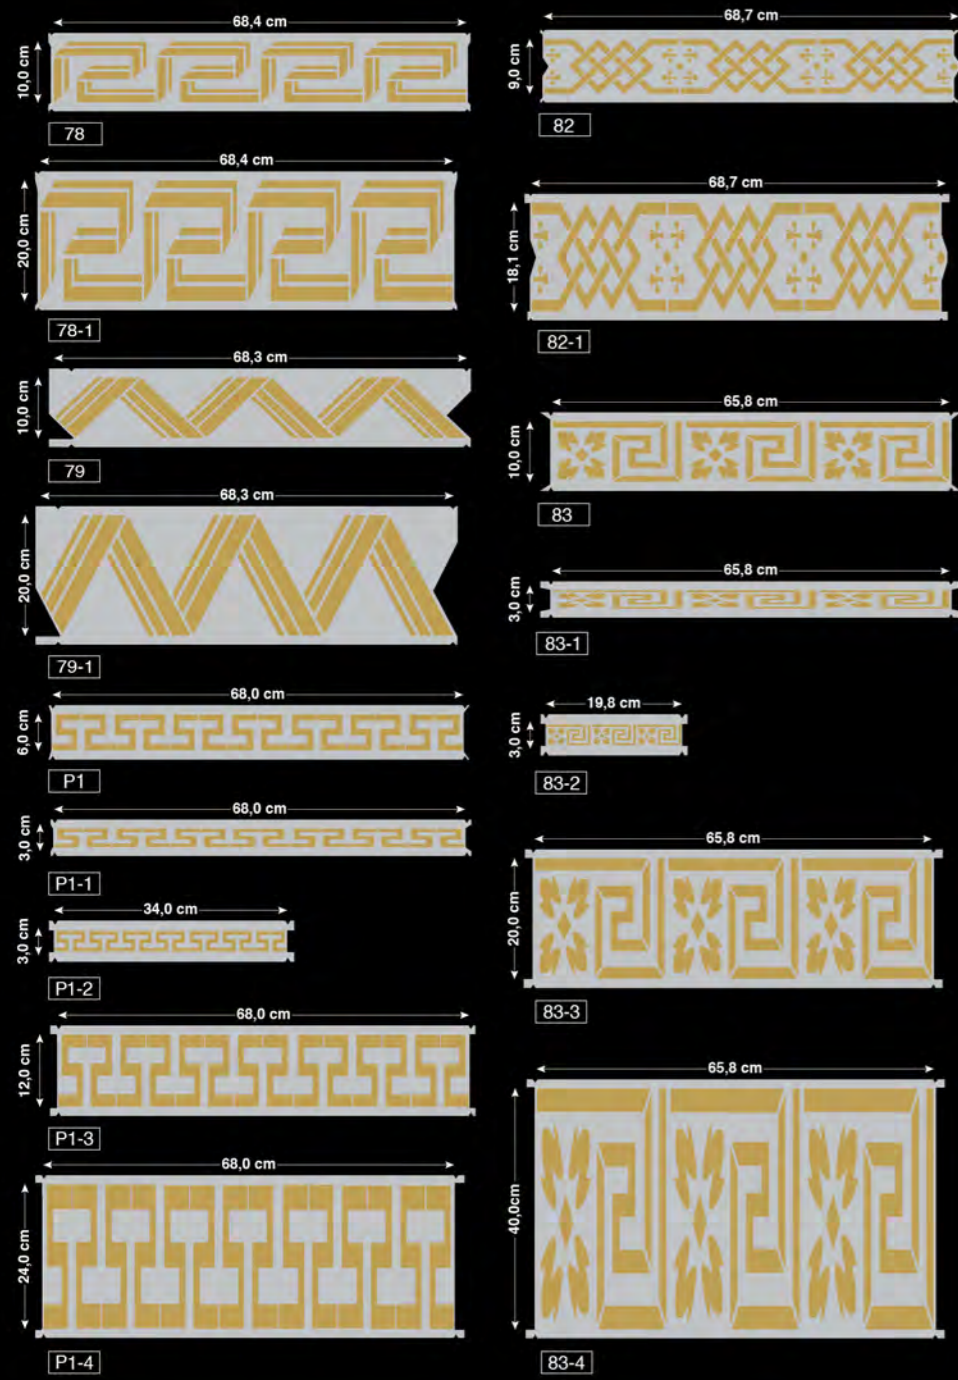 68,4 cm
10,0 cm
78
68,4 cm
20,0 cm
78-1
68,3 cm
10,0 cm
79
68,3 cm
20,0 cm
79-1
68,0 cm
6,0 cm
P1
68,0 cm
3,0 cm
P1-1
34,0 cm
3,0 cm
P1-2
68,0 cm
12,0 cm
P1-3
68,0 cm
24,0 cm
P1-4
68,7 cm
9,0 cm
82
68,7 cm
18,1 cm
82-1
65,8 cm
10,0 cm
83
65,8 cm
3,0 cm
83-1
19,8 cm
3,0 cm
83-2
65,8 cm
20,0 cm
83-3
65,8 cm
40,0cm
83-4